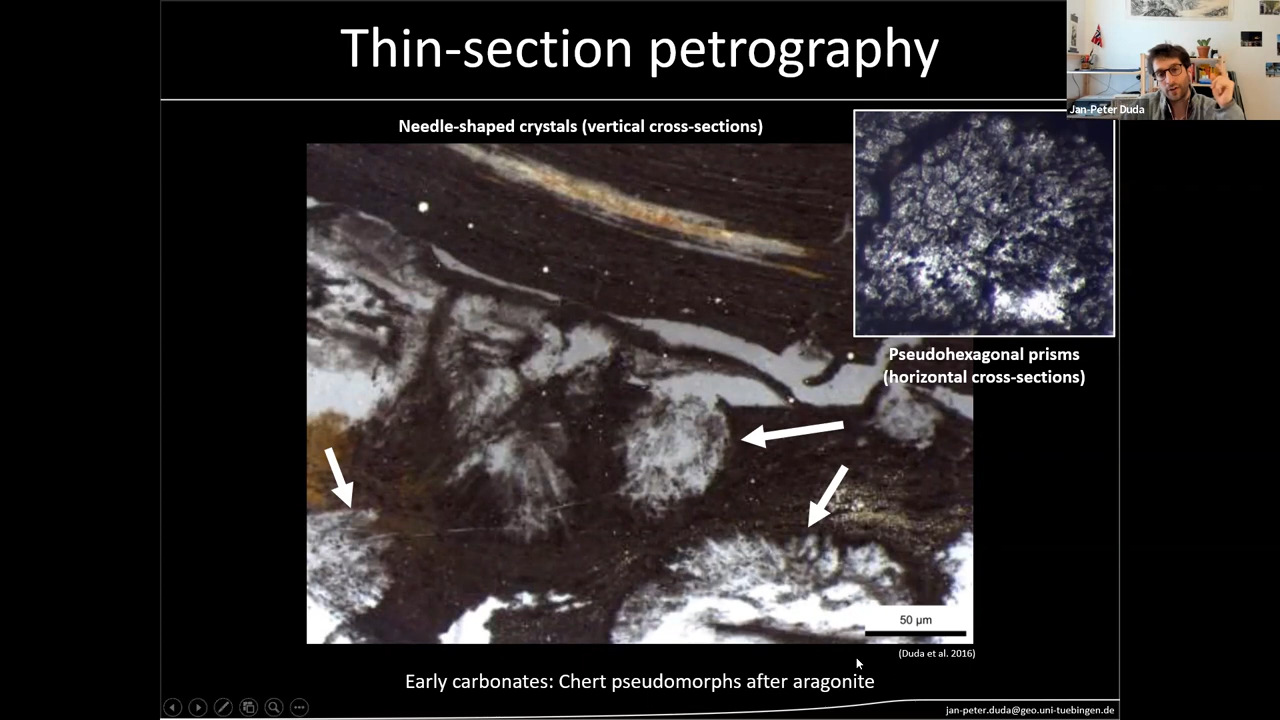 Thin-section petrography
Jan-Peter Duda
Needle-shaped crystals (vertical cross-sections)
Pseudohexagonal prisms
(horizontal cross-sections)
50 µm
(Duda et al. 2016)
Early carbonates: Chert pseudomorphs after aragonite
jan-peter.duda@geo.uni-tuebingen.de